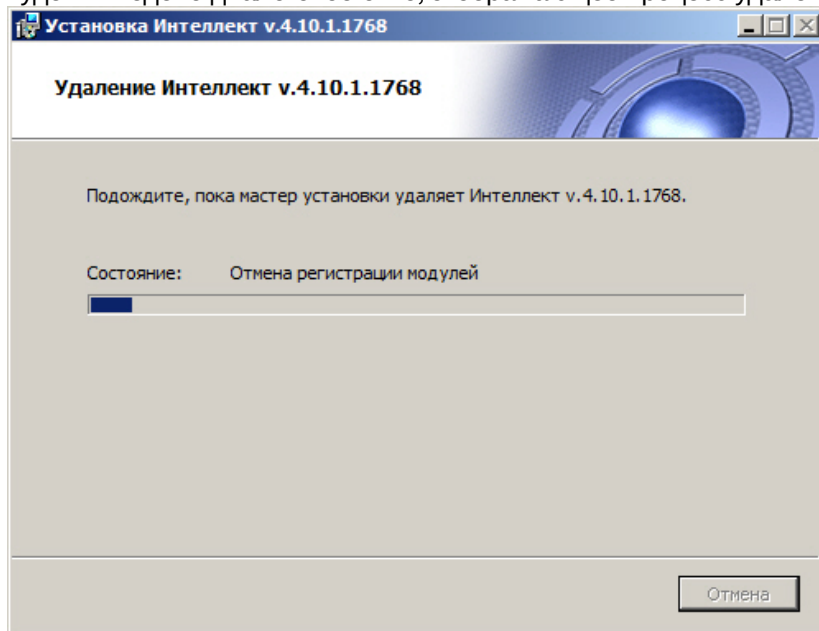 Установка Интеллект v.4.10.1.1768
Удаление Интеллект v.4.10.1.1768
Подождите, пока мастер установки удаляет Интеллект v.4.10.1.1768.
Состояние: Отмена регистрации модулей
Отмена